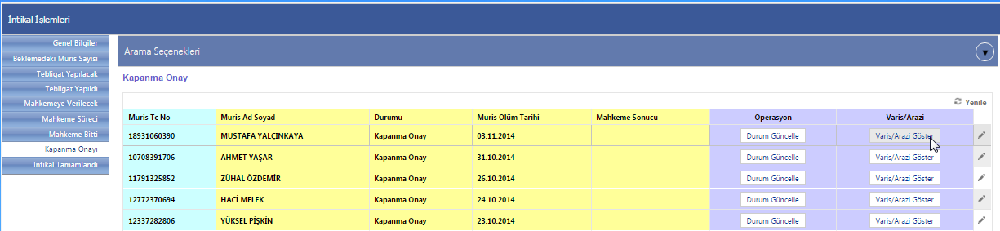 İntikal İşlemleri
Genel Bilgiler
Beklemedeki Muris Sayısı
Tebligat Yapılacak
Tebligat Yapıldı
Mahkemeye Verilecek
Mahkeme Süreci
Mahkeme Bitti
Kapanma Onayı
İntikal Tamamlandı
Arama Seçenekleri
Kapanma Onay
Yenile
Muris Tc No Muris Ad Soyad Durumu Muris Ölüm Tarihi Mahkeme Sonucu Operasyon Varis/Arazi
18931060390 MUSTAFA YALÇINKAYA Kapanma Onay 03.11.2014 Durum Güncelle Varis/Arazi Göster
10708391706 AHMET YAŞAR Kapanma Onay 31.10.2014 Durum Güncelle Varis/Arazi Göster
11791325852 ZÜHAL ÖZDEMİR Kapanma Onay 26.10.2014 Durum Güncelle Varis/Arazi Göster
12772370694 HACİ MELEK Kapanma Onay 24.10.2014 Durum Güncelle Varis/Arazi Göster
12337282806 YÜKSEL PİŞKİN Kapanma Onay 23.10.2014 Durum Güncelle Varis/Arazi Göster